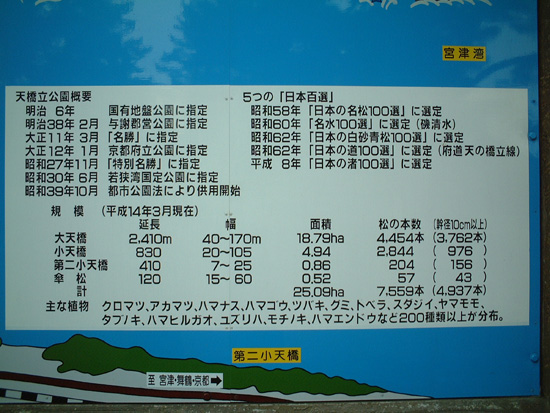 宮津湾
天橋立公園概要
明治 6年 国有地盤公園に指定
明治38年 2月 与謝郡営公園に指定
大正11年 3月 「名勝」に指定
大正12年 1月 京都府立公園に指定
昭和27年11月 「特別名勝」に指定
昭和30年 6月 若狭湾国定公園に指定
昭和39年10月 都市公園法により供用開始
5つの「日本百選」
昭和58年 「日本の名松100選」に選定
昭和60年 「名水100選」に選定(磯清水)
昭和62年 「日本の白砂青松100選」に選定
昭和62年 「日本の道100選」に選定(府道天の橋立線)
平成 8年 「日本の渚100選」に選定
規模 (平成14年3月現在)
延長 幅 面積 松の本数 (幹径10cm以上)
大天橋 2,410m 40~170m 18.79ha 4,454本 (3,762本)
小天橋 830 20~105 4.94 2,844 ( 976)
第二小天橋 410 7~25 0.86 204 ( 156)
傘松 120 15~60 0.52 57 ( 43)
計 25.09ha 7,559本 (4,937本)
主な植物 クロマツ、アカマツ、ハマナス、ハマゴウ、ツバキ、グミ、トベラ、スダジイ、ヤマモモ、
タブノキ、ハマヒルガオ、ユズリハ、モチノキ、ハマエンドウなど200種類以上が分布。
第二小天橋
至 宮津・舞鶴・京都